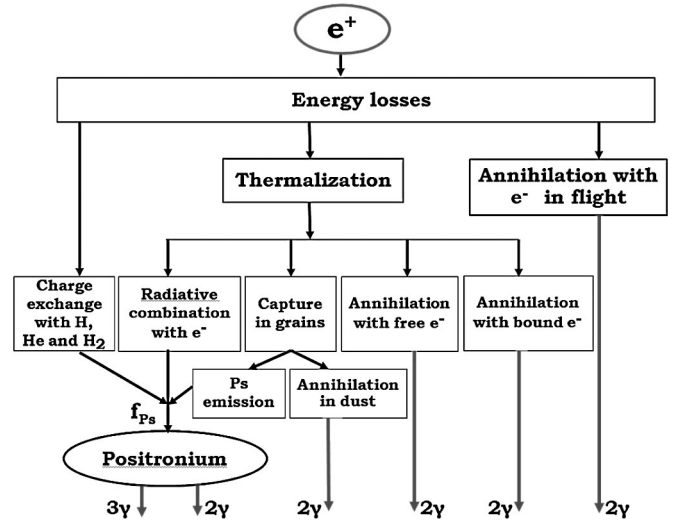 e⁺
Energy losses
Thermalization
Annihilation with
e⁻ in flight
Charge
exchange
with H,
He and H₂
Radiative
combination
with e⁻
Capture
in grains
Annihilation
with free e⁻
Annihilation
with bound e⁻
Ps
emission
Annihilation
in dust
fPs
Positronium
3γ
2γ
2γ
2γ
2γ
2γ